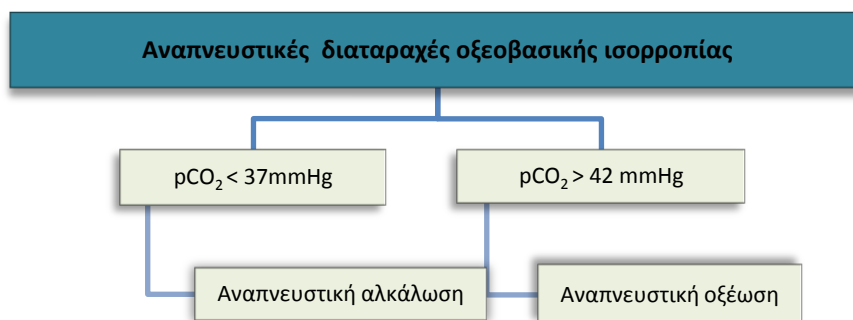 Αναπνευστικές διαταραχές οξεοβασικής ισορροπίας
pCO₂ < 37mmHg
pCO₂ > 42 mmHg
Αναπνευστική αλκάλωση
Αναπνευστική οξέωση